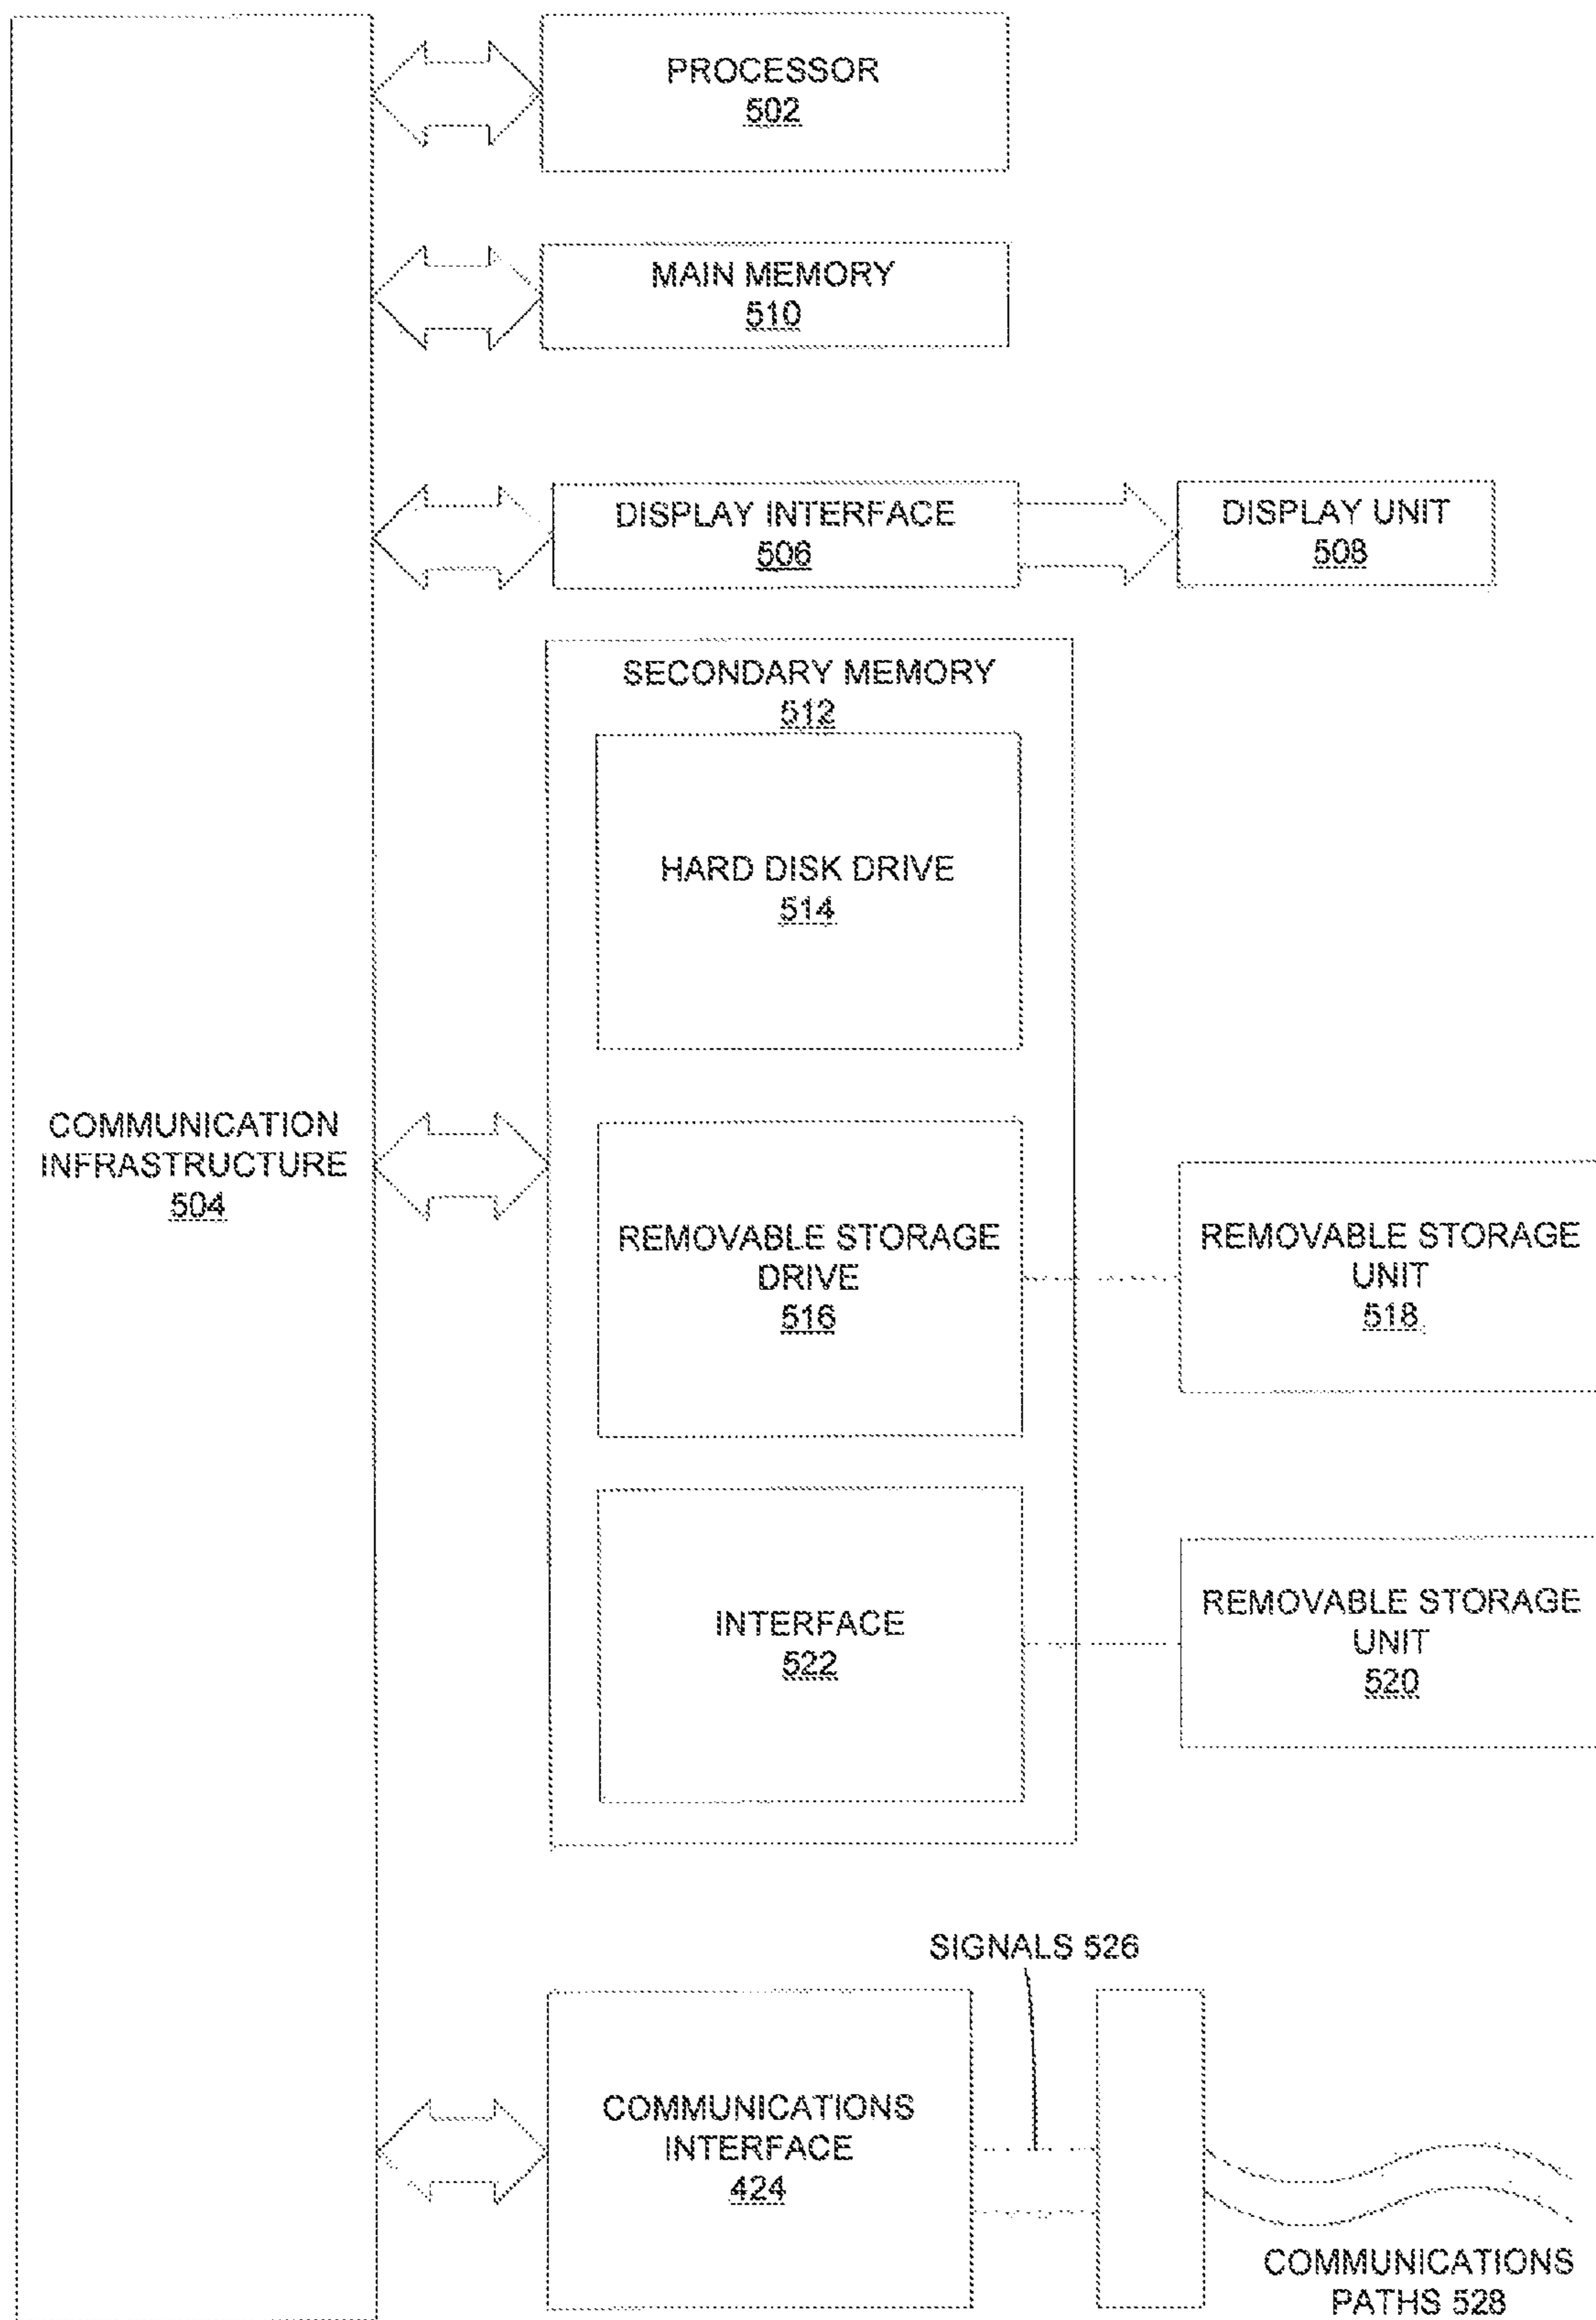 PROCESSOR
502
MAIN MEMORY
510
DISPLAY INTERFACE
506
DISPLAY UNIT
508
SECONDARY MEMORY
512
HARD DISK DRIVE
514
COMMUNICATION
INFRASTRUCTURE
504
REMOVABLE STORAGE
DRIVE
516
REMOVABLE STORAGE
UNIT
518
INTERFACE
522
REMOVABLE STORAGE
UNIT
520
SIGNALS 526
COMMUNICATIONS
INTERFACE
424
COMMUNICATIONS
PATHS 528